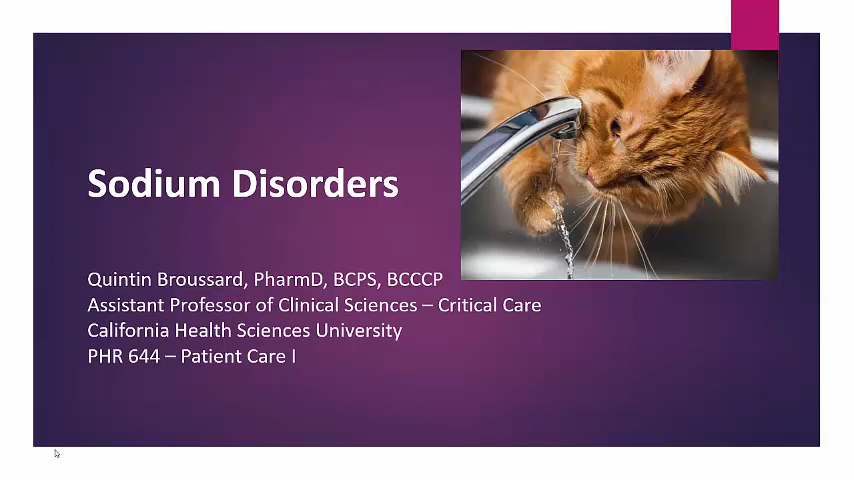 Sodium Disorders
Quintin Broussard, PharmD, BCPS, BCCCP
Assistant Professor of Clinical Sciences – Critical Care
California Health Sciences University
PHR 644 – Patient Care I